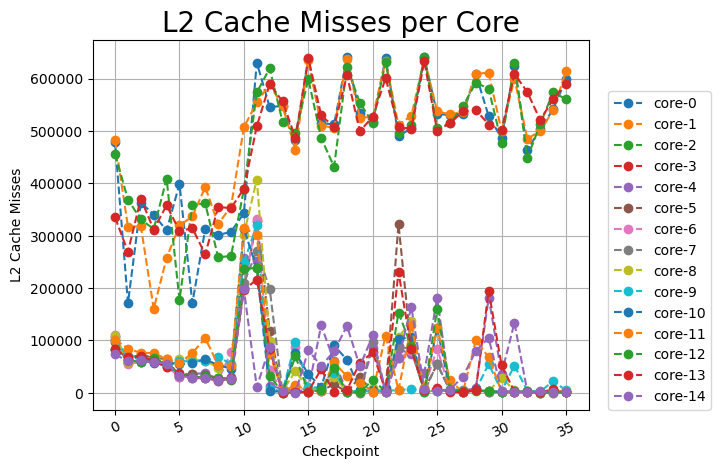 L2 Cache Misses per Core
L2 Cache Misses
600000
500000
400000
300000
200000
100000
0
0
5
10
15
20
25
30
35
Checkpoint
core-0
core-1
core-2
core-3
core-4
core-5
core-6
core-7
core-8
core-9
core-10
core-11
core-12
core-13
core-14